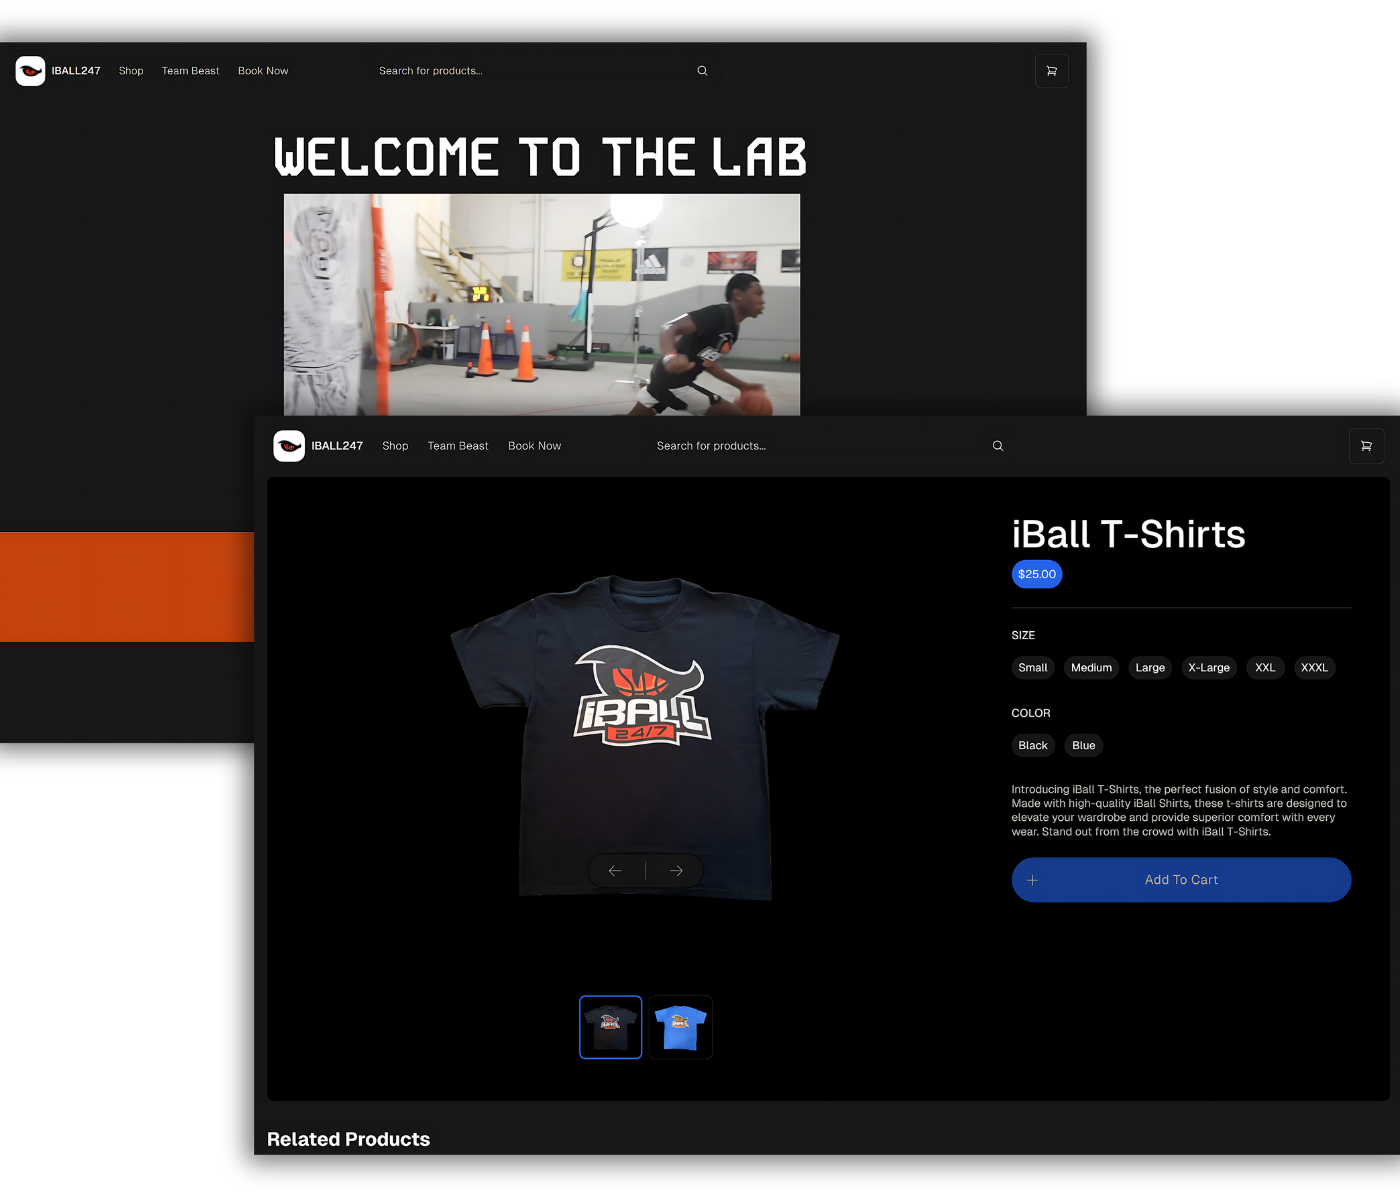 IBALL247
Shop
Team Beast
Book Now
Search for products...
WELCOME TO THE LAB
IBALL247
Shop
Team Beast
Book Now
Search for products...
iBall T-Shirts
$25.00
SIZE
Small
Medium
Large
X-Large
XXL
XXXL
COLOR
Black
Blue
Introducing iBall T-Shirts, the perfect fusion of style and comfort.
Made with high-quality iBall Shirts, these t-shirts are designed to
elevate your wardrobe and provide superior comfort with every
wear. Stand out from the crowd with iBall T-Shirts.
Add To Cart
iBALL
24/7
Related Products